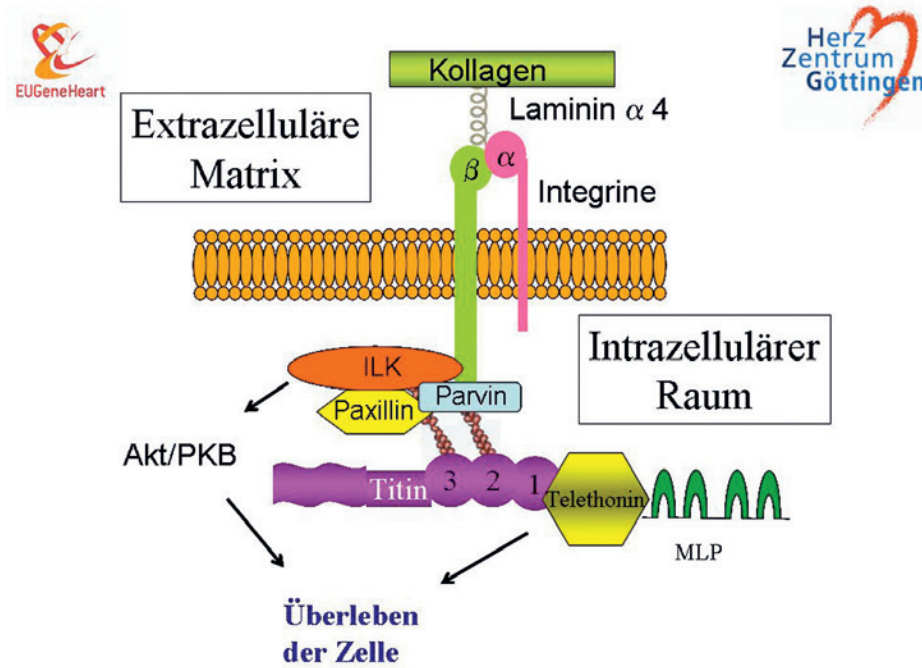 EUGeneHeart
Herz
Zentrum
Göttingen
Kollagen
Laminin α 4
Extrazelluläre
Matrix
β
α
Integrine
Intrazellulärer
Raum
ILK
Paxillin
Parvin
Akt/PKB
Titin
3
2
1
Telethonin
MLP
Überleben
der Zelle